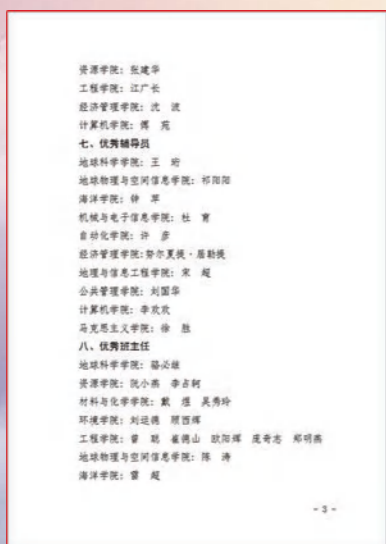 资源学院：张建华
工程学院：江广长
经济管理学院：沈 波
计算机学院：傅 苑
七、优秀辅导员
地球科学学院：王 珩
地球物理与空间信息学院：祁阳阳
海洋学院：钟 苹
机械与电子信息学院：杜 育
自动化学院：许 彦
经济管理学院：努尔夏提·居勒提
地理与信息工程学院：宋 超
公共管理学院：刘国华
计算机学院：李欢欢
马克思主义学院：徐 胜
八、优秀班主任
地球科学学院：骆必继
资源学院：阮小燕 李占轲
材料与化学学院：戴 煜 吴秀玲
环境学院：刘运德 顾西辉
工程学院：曾 聪 崔德山 欧阳辉 庞奇志 郑明燕
地球物理与空间信息学院：陈 涛
海洋学院：雷 超
- 3 -